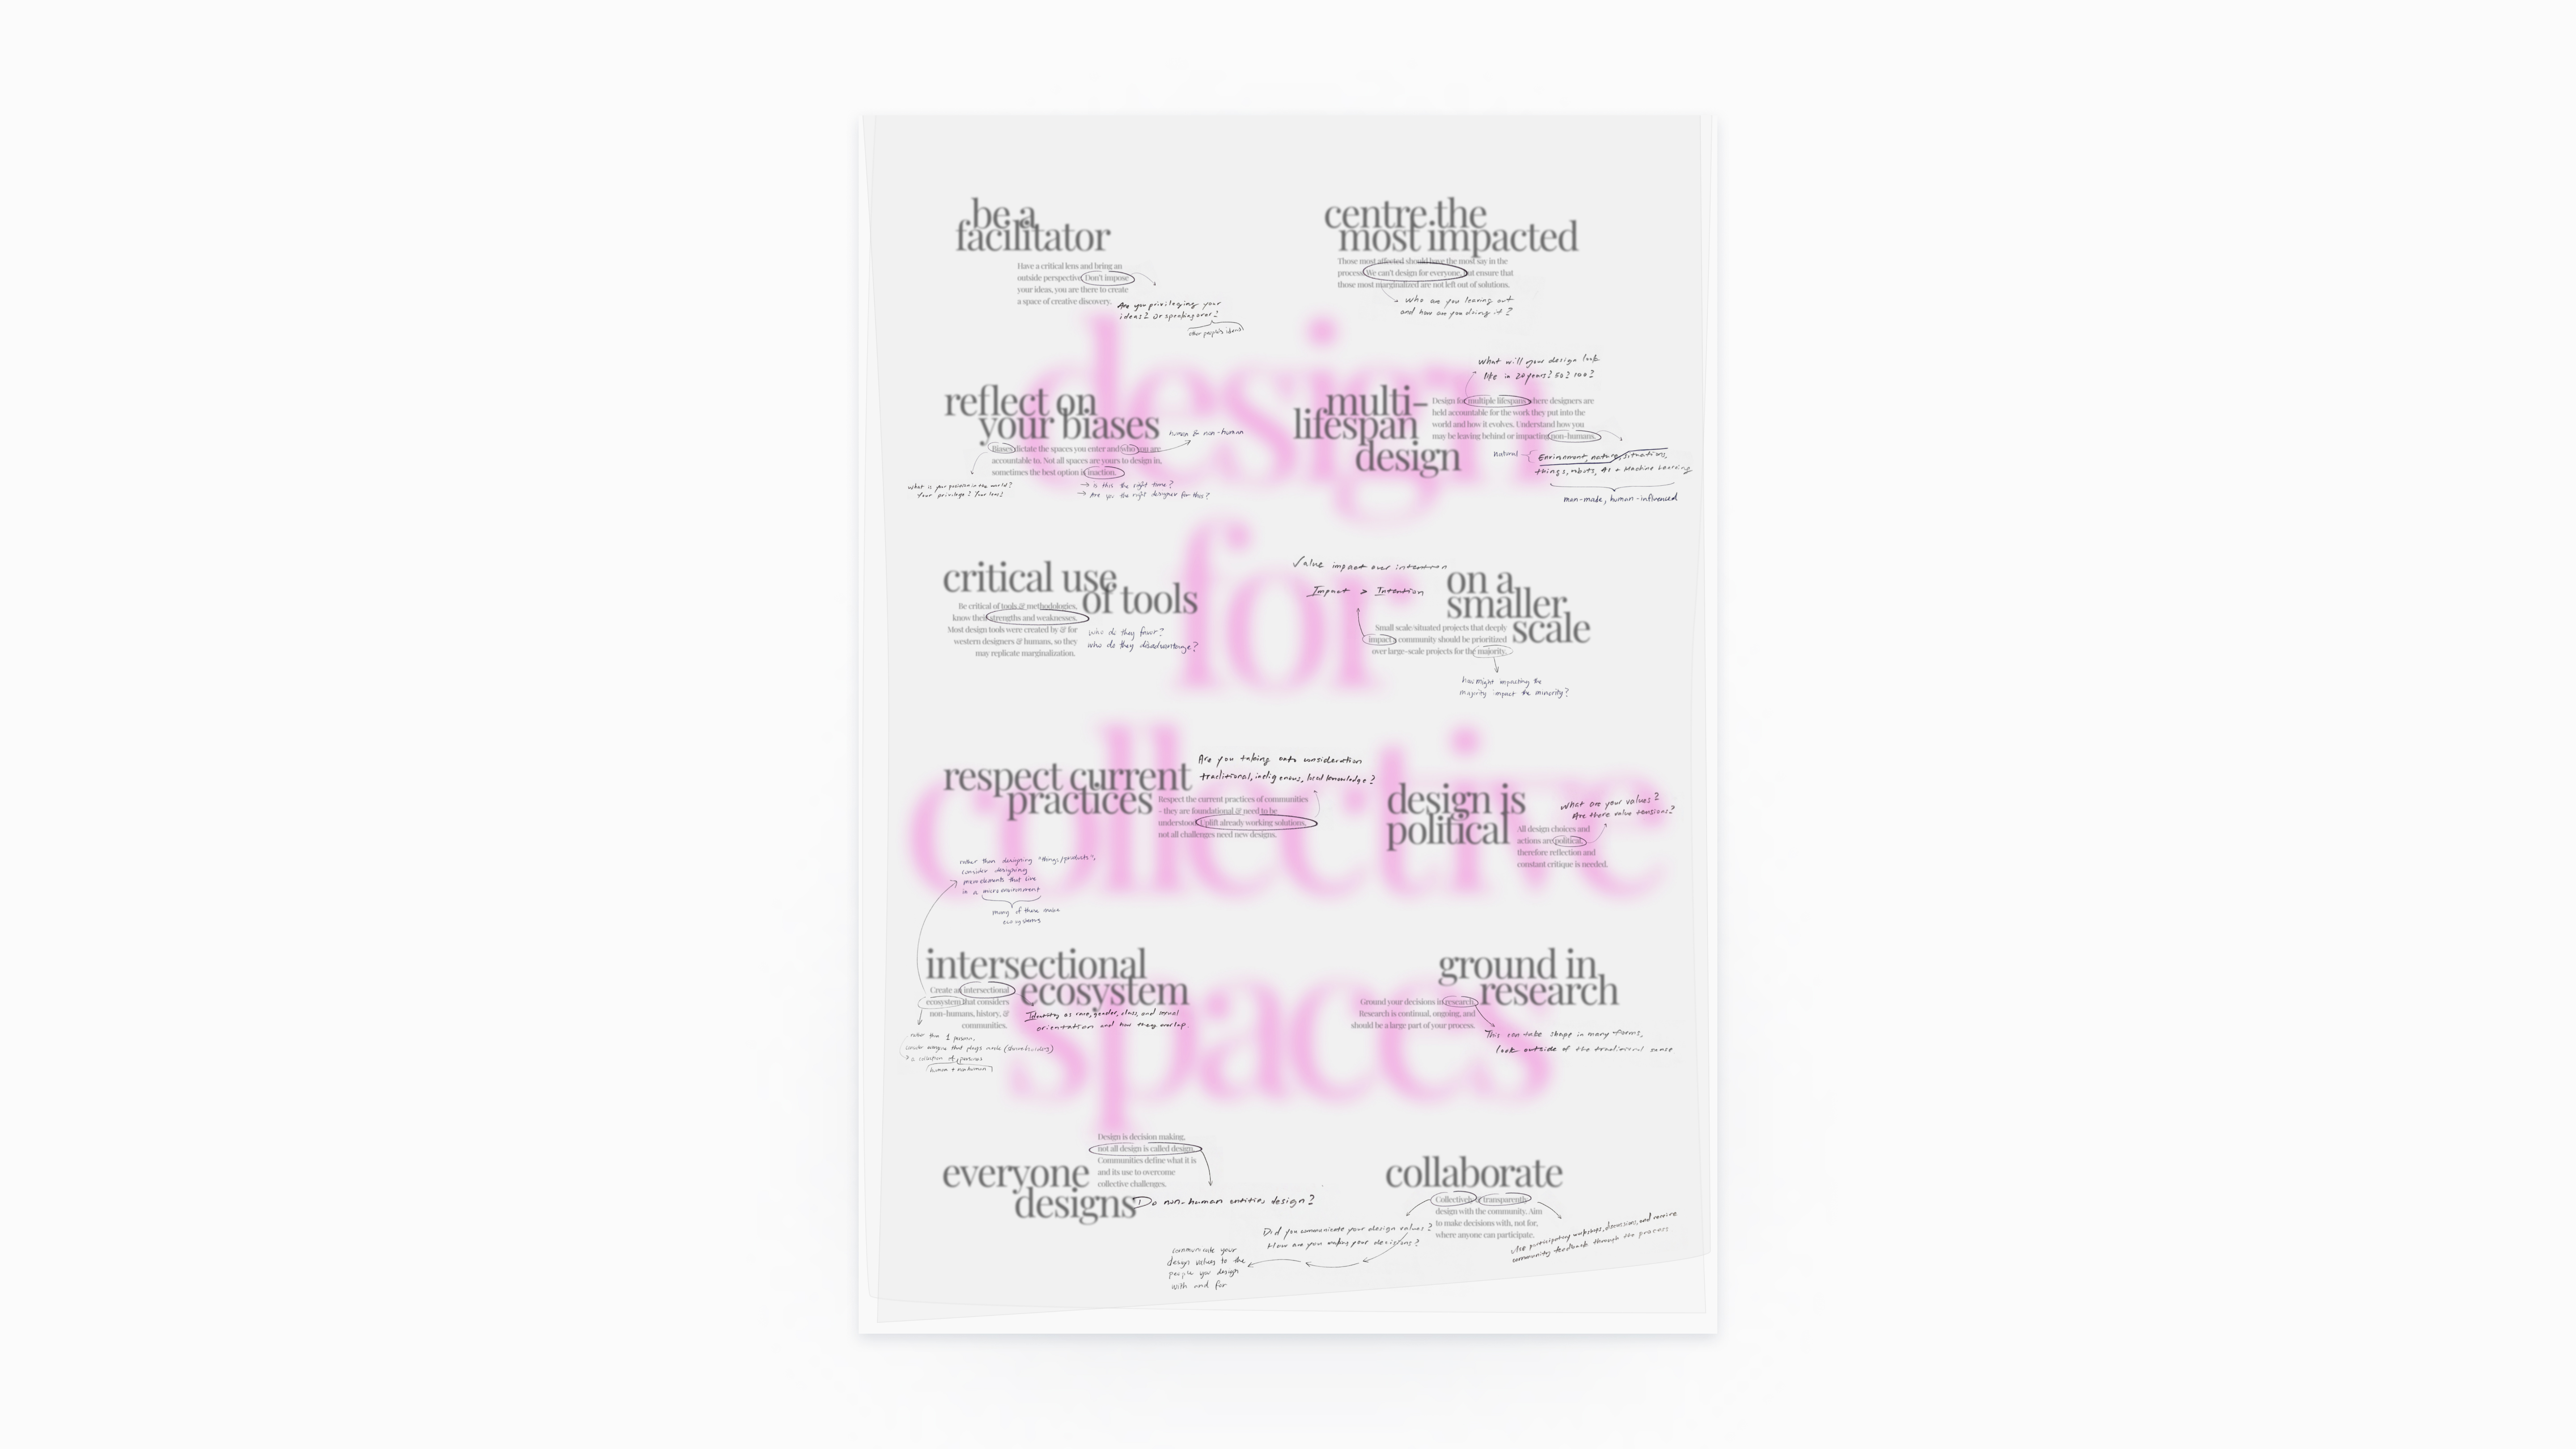 design
for
collective
spaces
be a
facilitator
Have a critical lens and bring an
outside perspective. Don't impose
your ideas, you are there to create
a space of creative discovery.
Are you privileging your
ideas? Or speaking over?
other people's ideas
centre the
most impacted
Those most affected should have the most say in the
process. We can't design for everyone, but ensure that
those most marginalized are not left out of solutions.
who are you leaving out
and how are you doing it?
reflect on
your biases
Biases dictate the spaces you enter and who you are
accountable to. Not all spaces are yours to design in,
sometimes the best option is inaction.
human & non-human
what is your position in the world?
Your privilege? Your lens?
→ is this the right time?
→ Are you the right designer for this?
What will your design look
like in 20 years? 50? 100?
multi-
lifespan
design
Design for multiple lifespans where designers are
held accountable for the work they put into the
world and how it evolves. Understand how you
may be leaving behind or impacting non-humans.
Natural
Environment, nature, situations,
things, robots, AI + Machine Learning
man-made, human-influenced
critical use
of tools
Be critical of tools & methodologies,
know their strengths and weaknesses.
Most design tools were created by & for
western designers & humans, so they
may replicate marginalization.
who do they favor?
who do they disadvantage?
Value impact over intention
Impact > Intention
on a
smaller
scale
Small scale/situated projects that deeply
impact community should be prioritized
over large-scale projects for the majority.
how might impacting the
majority impact the minority?
respect current
practices
Are you taking into consideration
traditional, indigenous, local knowledge?
Respect the current practices of communities
- they are foundational & need to be
understood. Uplift already working solutions,
not all challenges need new designs.
design is
political
What are your values?
Are there value tensions?
All design choices and
actions are political,
therefore reflection and
constant critique is needed.
rather than designing "things/products",
consider designing
microelements that live
in a microenvironment
many of these make
ecosystems
intersectional
ecosystem
Create an intersectional
ecosystem that considers
non-humans, history, &
communities.
Identity as race, gender, class, and sexual
orientation and how they overlap
rather than 1 person,
a collection of persons
human + nonhuman
ground in
research
Ground your decisions in research.
Research is continual, ongoing, and
should be a large part of your process.
This can take shape in many forms,
look outside of the traditional sense
everyone
designs
Design is decision making,
not all design is called design.
Communities define what it is
and its use to overcome
collective challenges.
Do non-human entities design?
collaborate
Collectively & transparently
design with the community. Aim
to make decisions with, not for,
where anyone can participate.
Did you communicate your design values?
How are you making your decisions?
communicate your
design values to the
people you design
with and for
Use participatory workshops, discussions, and receive
community feedback through the process